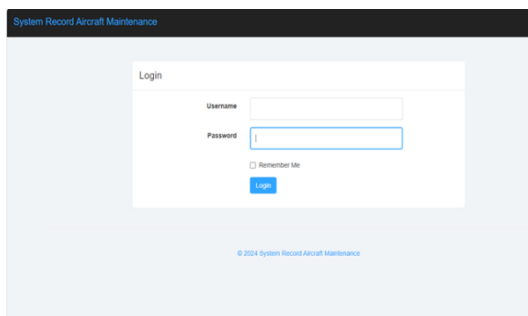 System Record Aircraft Maintenance
Login
Username
Password
Remember Me
Login
© 2024 System Record Aircraft Maintenance